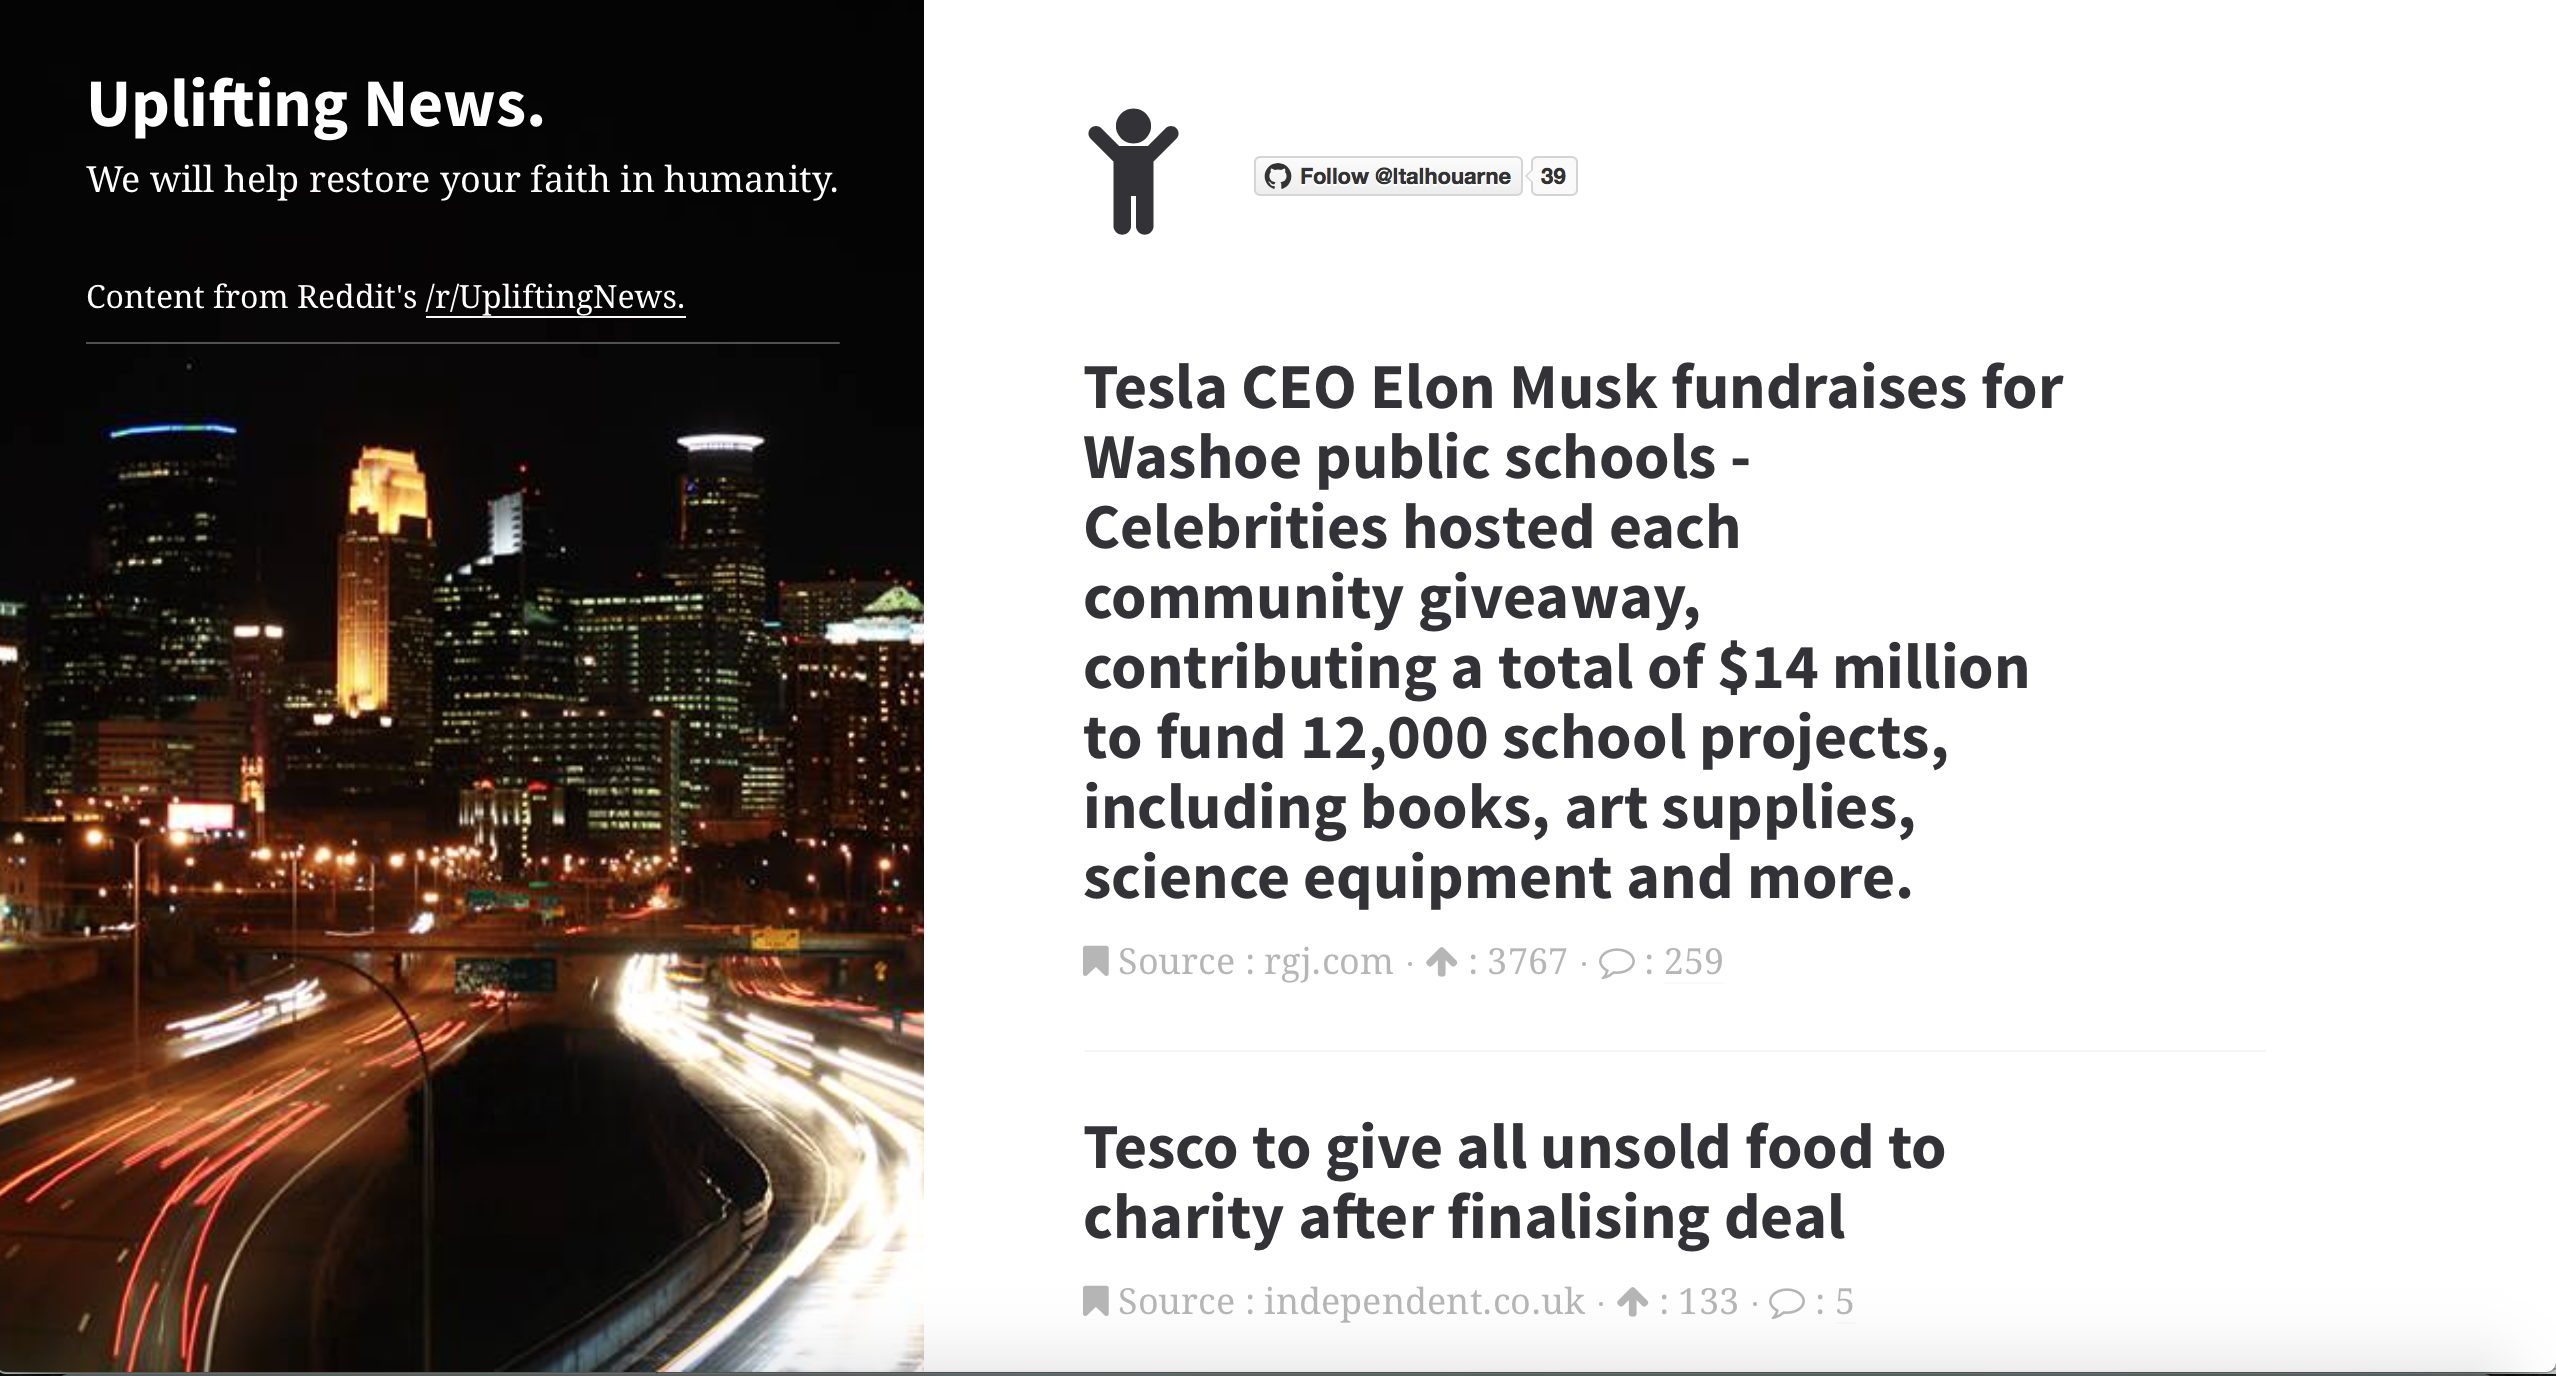 Uplifting News.
We will help restore your faith in humanity.
Content from Reddit's /r/UpliftingNews.
Follow @ltalhouarne 39
Tesla CEO Elon Musk fundraises for
Washoe public schools -
Celebrities hosted each
community giveaway,
contributing a total of $14 million
to fund 12,000 school projects,
including books, art supplies,
science equipment and more.
Source : rgj.com · : 3767 · : 259
Tesco to give all unsold food to
charity after finalising deal
Source : independent.co.uk · : 133 · : 5